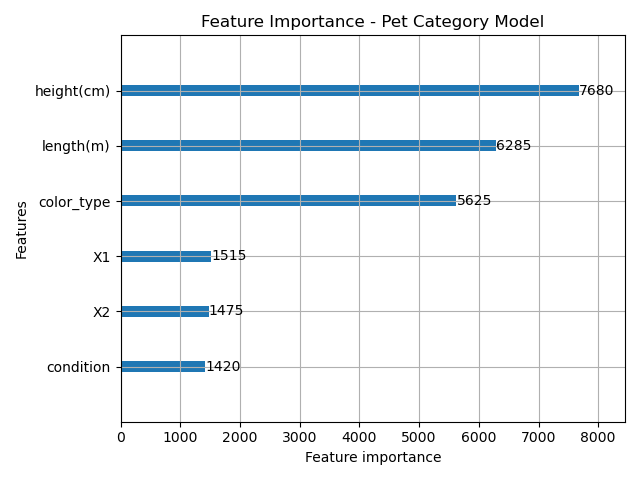 Feature Importance - Pet Category Model
Features
height(cm)
7680
length(m)
6285
color_type
5625
X1
1515
X2
1475
condition
1420
0 1000 2000 3000 4000 5000 6000 7000 8000
Feature importance